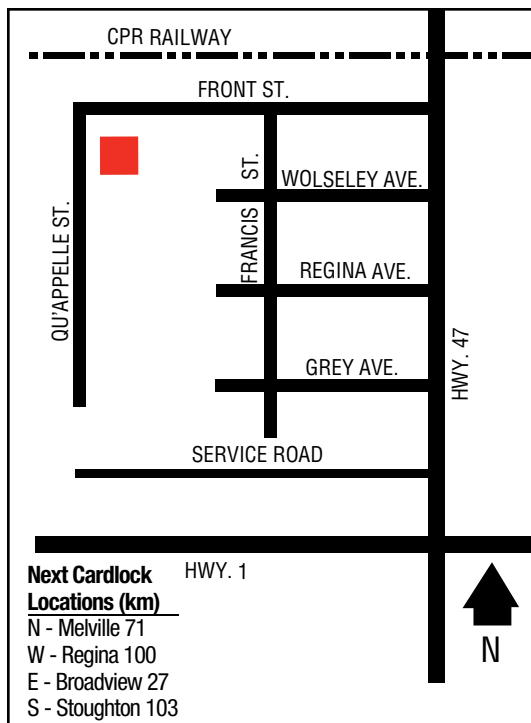 CPR RAILWAY
FRONT ST.
WOLSELEY AVE.
QU'APPELLE ST.
FRANCIS ST.
REGINA AVE.
GREY AVE.
HWY. 47
SERVICE ROAD
HWY. 1
Next Cardlock
Locations (km)
N - Melville 71
W - Regina 100
E - Broadview 27
S - Stoughton 103
N